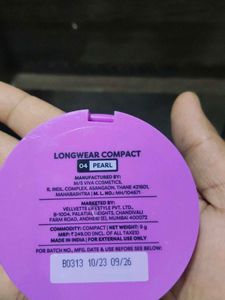 LONGWEAR COMPACT
04 PEARL
MANUFACTURED BY:
M/S VIVA COSMETICS,
R. INDL. COMPLEX, ASANGAON, THANE 421601,
MAHARASHTRA | M. L. NO.: MH/104671
MARKETED BY:
VELLVETTE LIFESTYLE PVT. LTD.,
B-1004, PALATIAL HEIGHTS, CHANDIVALI
FARM ROAD, ANDHERI (E), MUMBAI 400072
COMMODITY: COMPACT | NET WEIGHT: 9 g
MRP: ₹ 249.00 (INCL. OF ALL TAXES)
MADE IN INDIA | FOR EXTERNAL USE ONLY
FOR BATCH NO., MFG. DATE & USE BEFORE SEE BELOW:
B0313 10/23 09/26